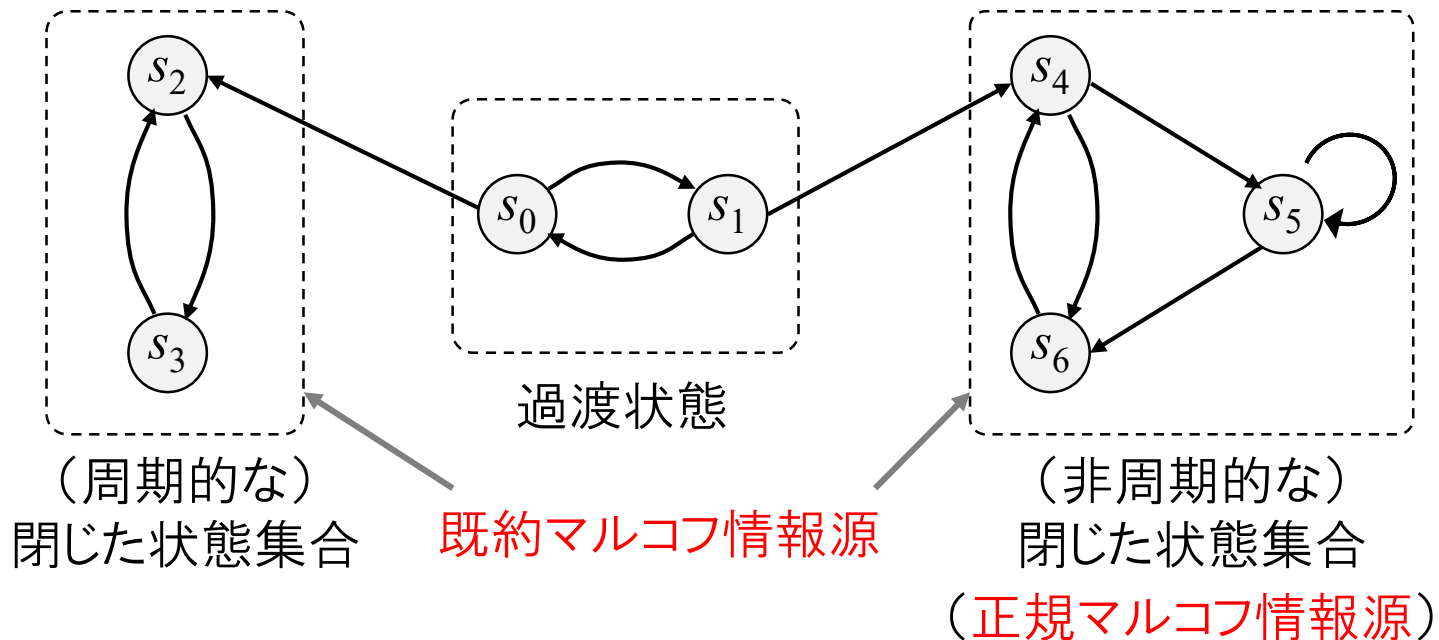 s2
s4
s0
s1
s5
s3
s6
過渡状態
（周期的な）
閉じた状態集合
既約マルコフ情報源
（非周期的な）
閉じた状態集合
（正規マルコフ情報源）